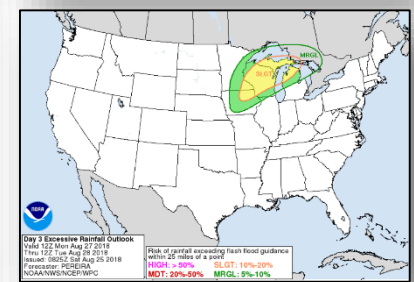 MRGL
SLGT
NOAA
Day 3 Excessive Rainfall Outlook
Valid 12Z Mon Aug 27 2018
Thru 12Z Tue Aug 28 2018
Issued: 0825Z Sat Aug 25 2018
Forecaster: PEREIRA
NOAA/NWS/NCEP/WPC
Risk of rainfall exceeding flash flood guidance
within 25 miles of a point
HIGH: > 50% SLGT: 10%-20%
MDT: 20%-50% MRGL: 5%-10%